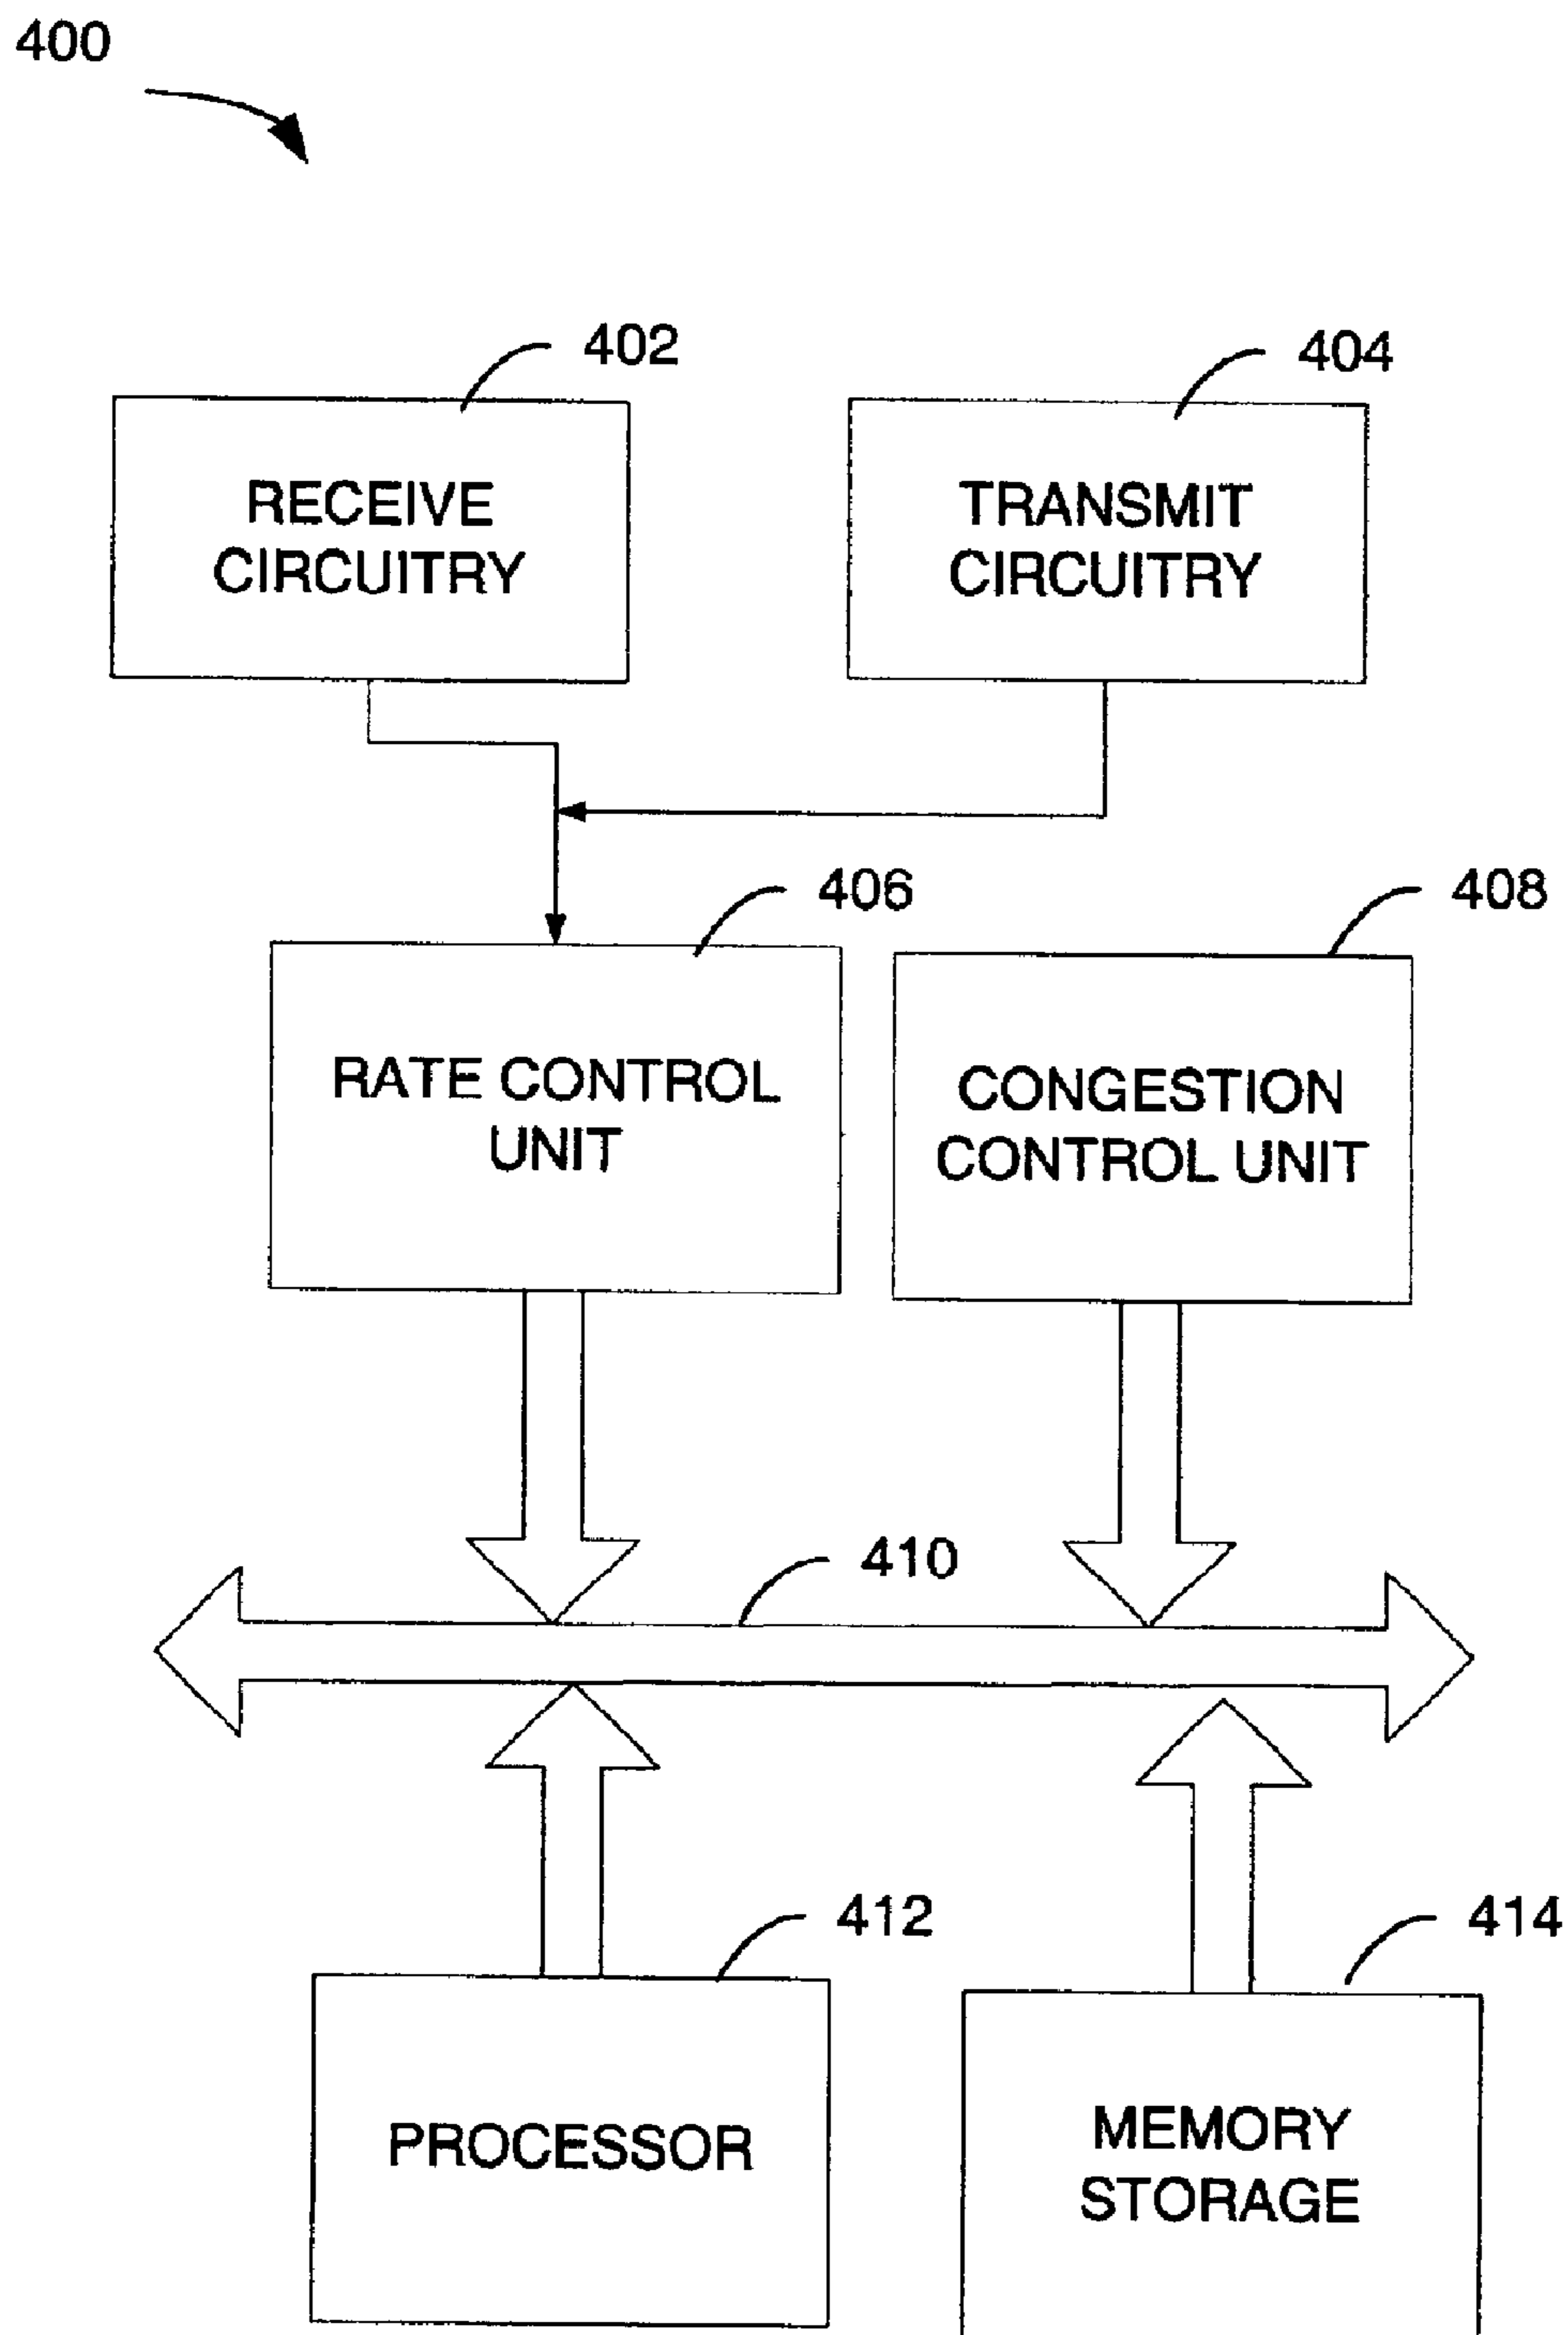 400
402
404
RECEIVE
CIRCUITRY
TRANSMIT
CIRCUITRY
406
408
RATE CONTROL
UNIT
CONGESTION
CONTROL UNIT
410
412
414
PROCESSOR
MEMORY
STORAGE